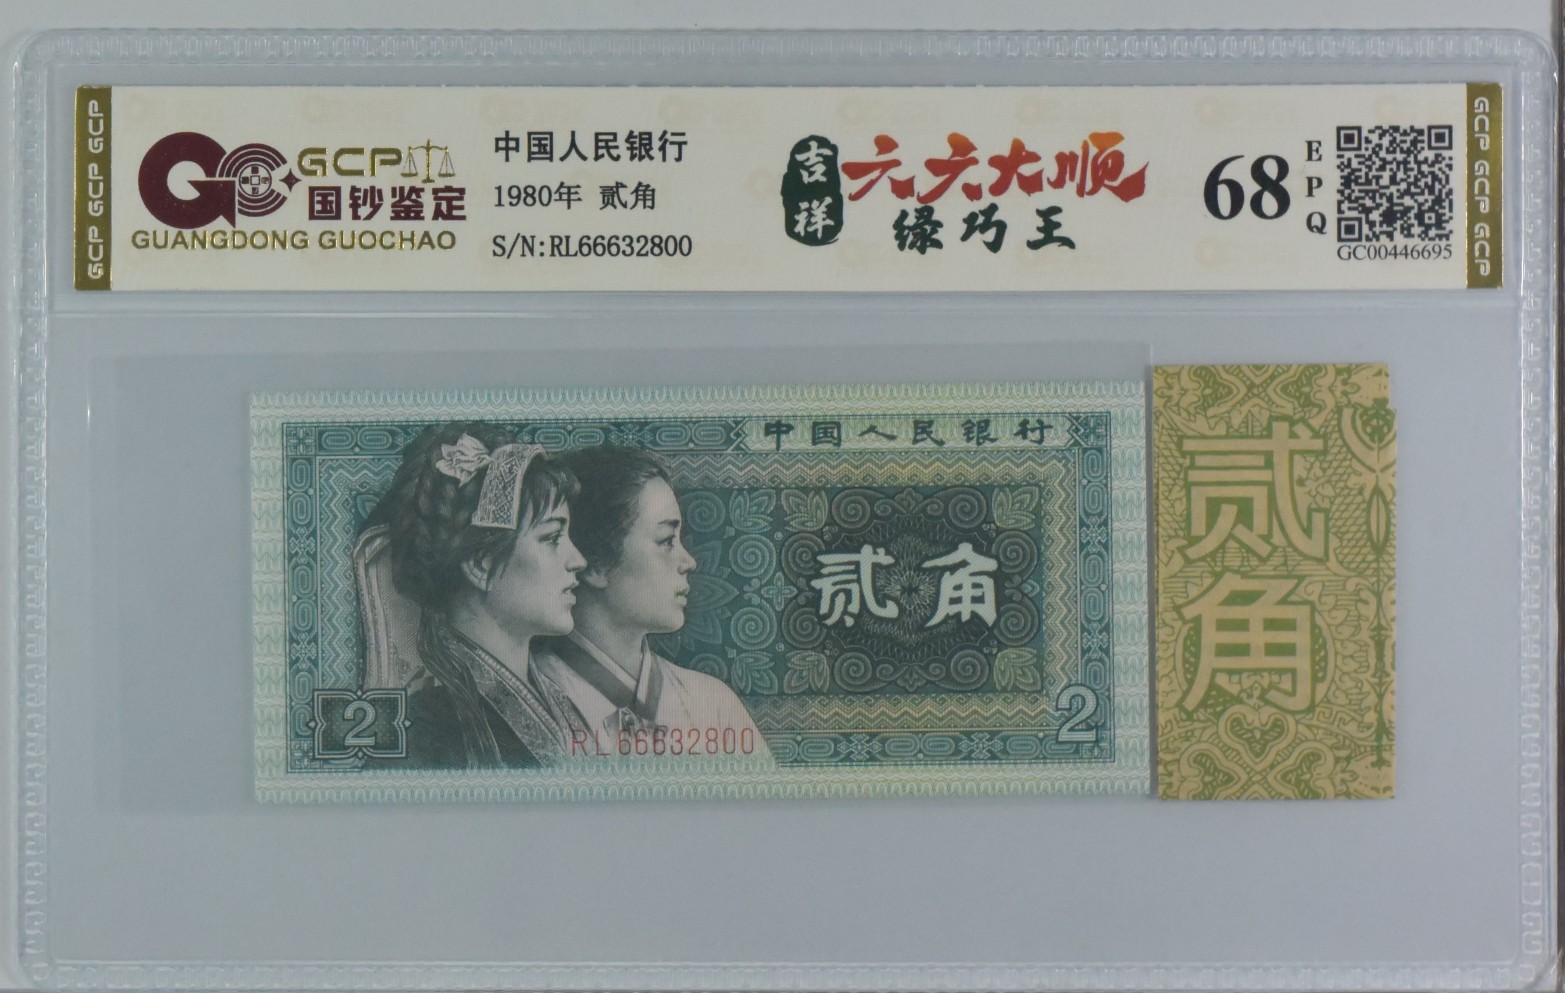 GCP GCP GCP
GCP
国钞鉴定
GUANGDONG GUOCHAO
中国人民银行
1980年 贰角
S/N:RL66632800
吉祥
六六大顺
绿巧王
68
EPQ
GC00446695
GCP GCP GCP
中国人民银行
贰角
2
2
RL 66632800
贰角